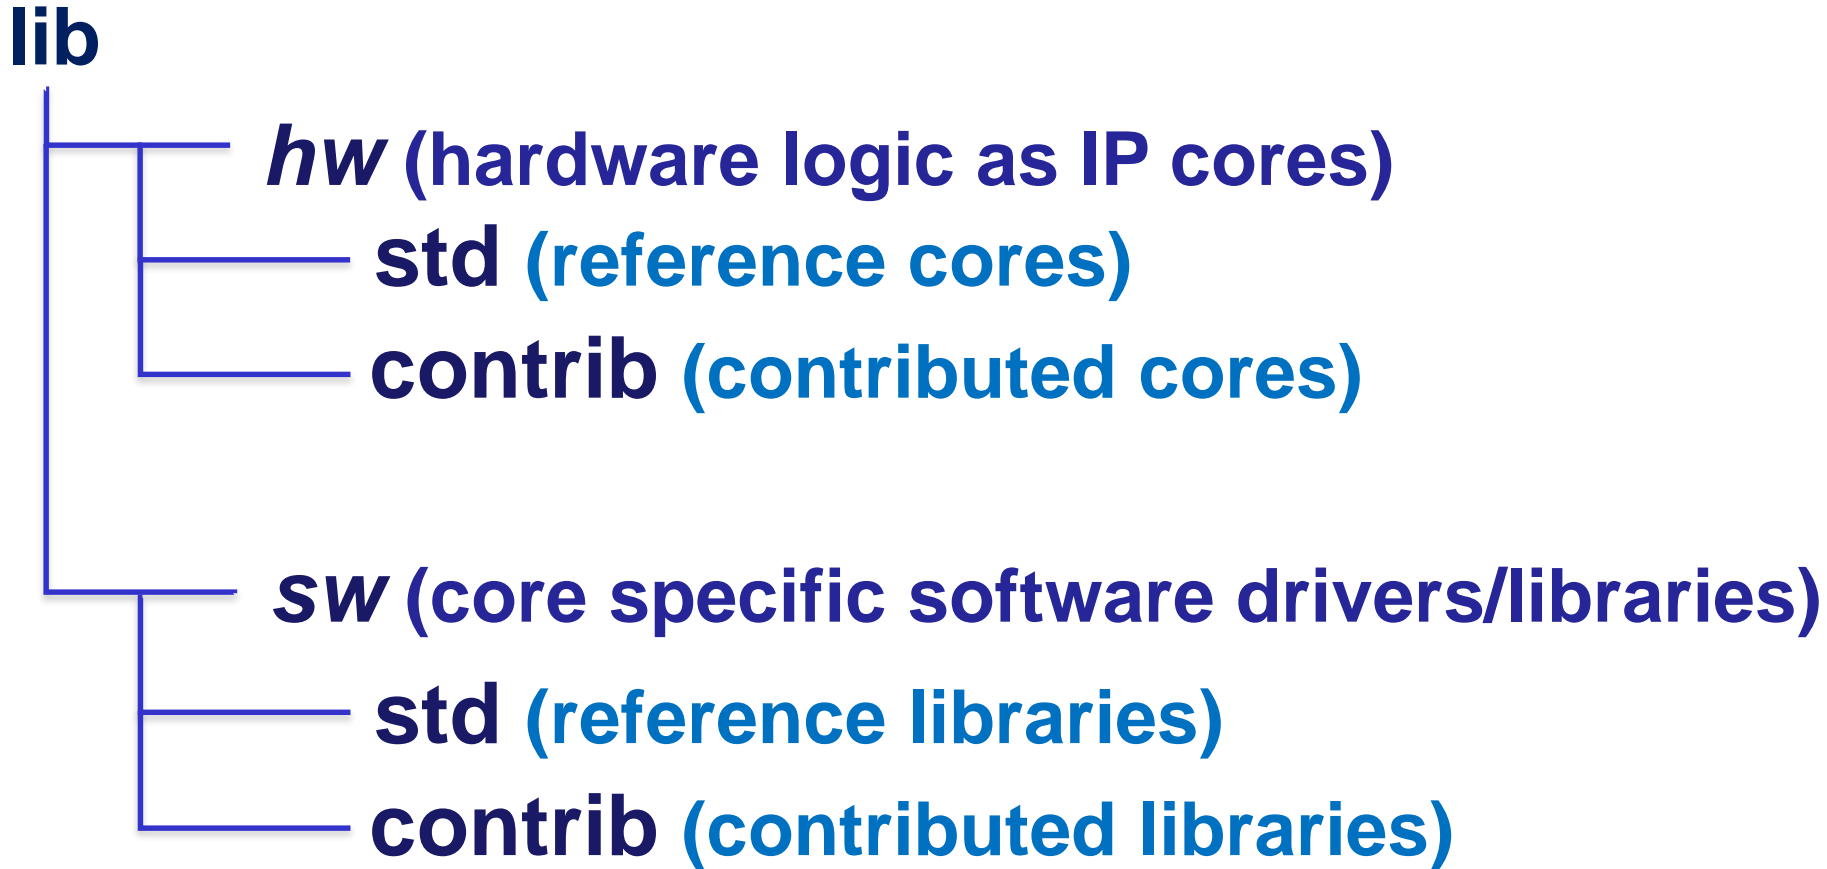 lib
hw (hardware logic as IP cores)
std (reference cores)
contrib (contributed cores)
sw (core specific software drivers/libraries)
std (reference libraries)
contrib (contributed libraries)